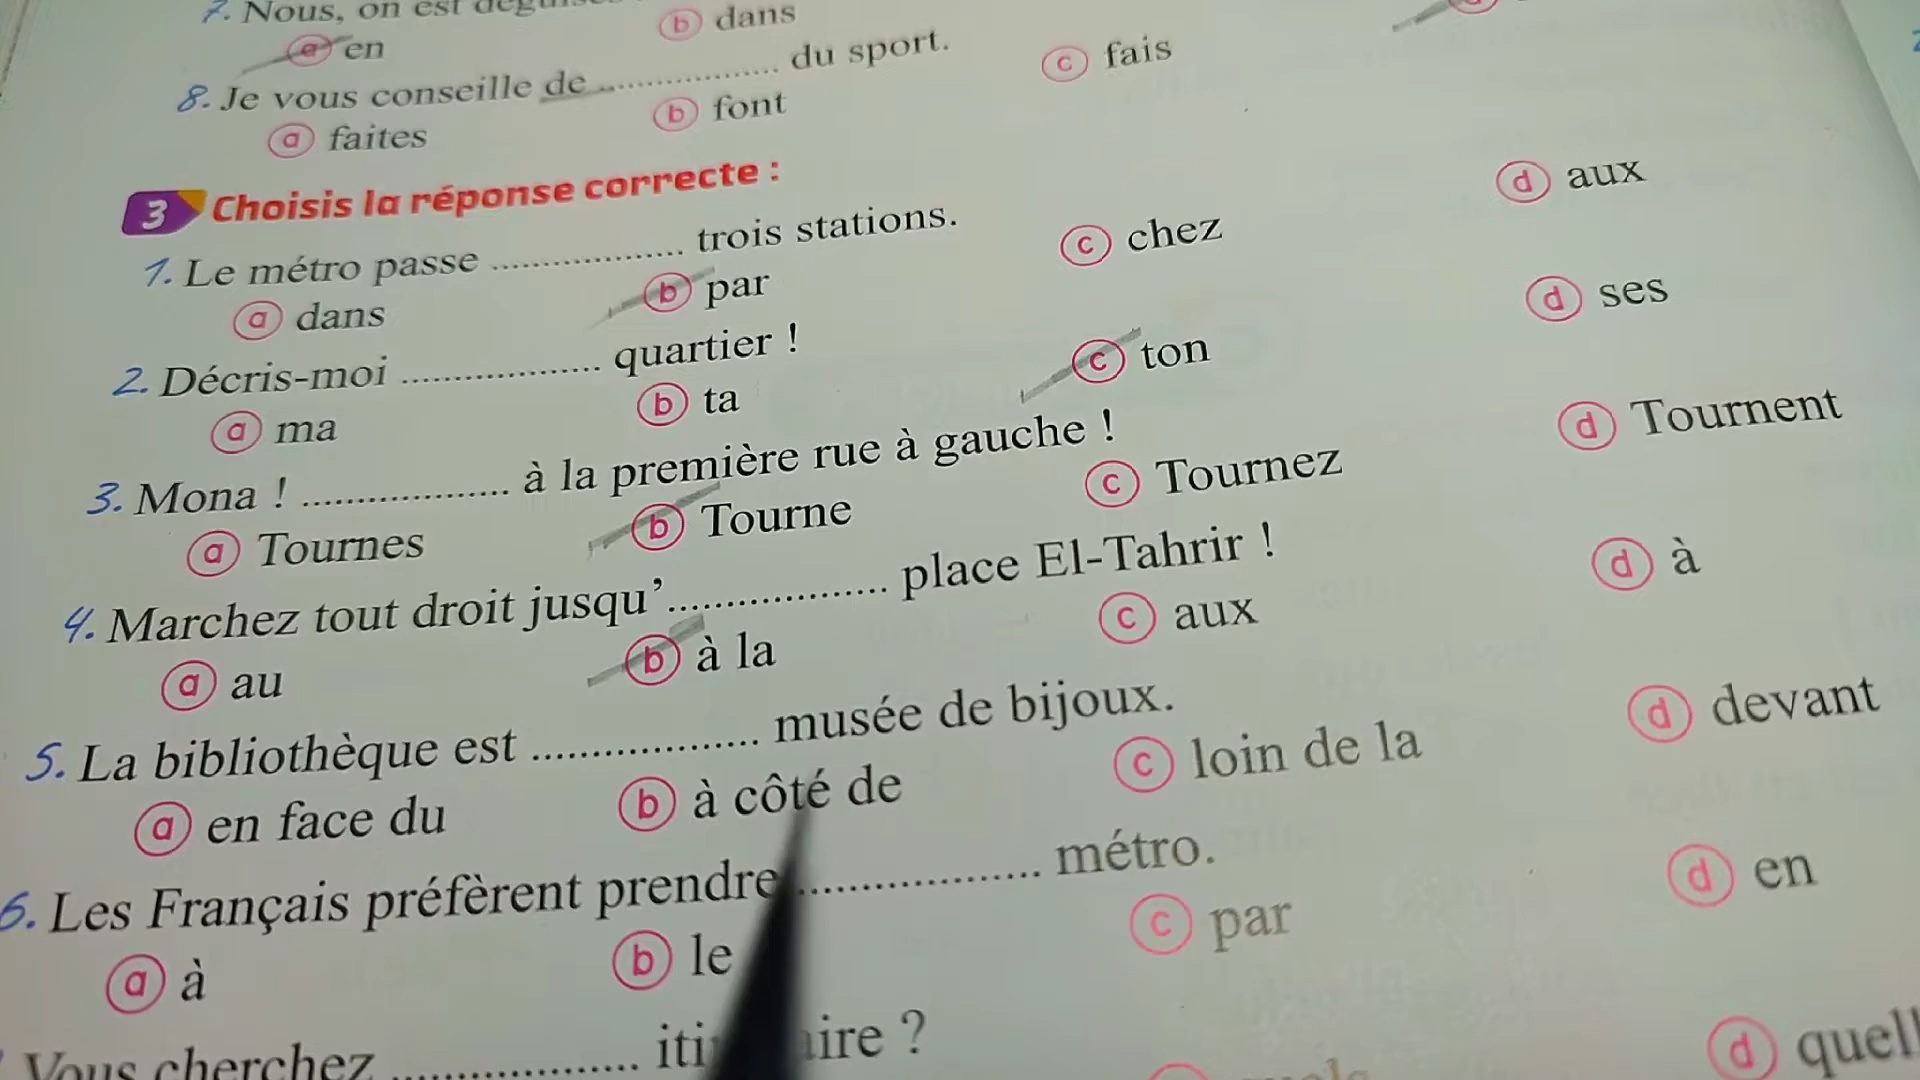 7. Nous, on est
a en
b dans
8. Je vous conseille de .................. du sport.
a faites
b font
c fais
3 Choisis la réponse correcte :
1. Le métro passe .................. trois stations.
a dans
b par
c chez
d aux
2. Décris-moi .................. quartier !
a ma
b ta
c ton
d ses
3. Mona ! .................. à la première rue à gauche !
a Tournes
b Tourne
c Tournez
d Tournent
4. Marchez tout droit jusqu'.................. place El-Tahrir !
a au
b à la
c aux
d à
5. La bibliothèque est .................. musée de bijoux.
a en face du
b à côté de
c loin de la
d devant
6. Les Français préfèrent prendre .................. métro.
a à
b le
c par
d en
Vous cherchez .................. ?
d quell